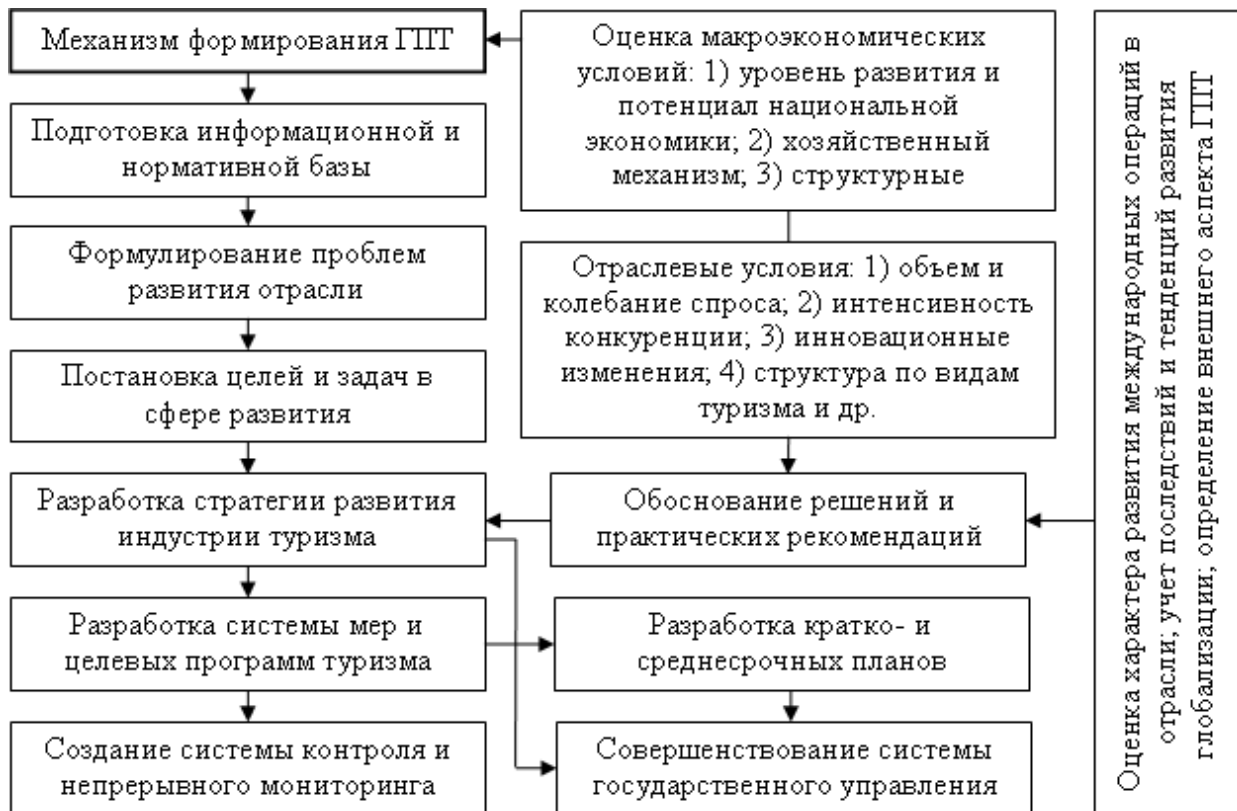 Механизм формирования ГПТ
Подготовка информационной и
нормативной базы
Формулирование проблем
развития отрасли
Постановка целей и задач в
сфере развития
Разработка стратегии развития
индустрии туризма
Разработка системы мер и
целевых программ туризма
Создание системы контроля и
непрерывного мониторинга
Оценка макроэкономических
условий: 1) уровень развития и
потенциал национальной
экономики; 2) хозяйственный
механизм; 3) структурные
Отраслевые условия: 1) объем и
колебание спроса; 2) интенсивность
конкуренции; 3) инновационные
изменения; 4) структура по видам
туризма и др.
Обоснование решений и
практических рекомендаций
Разработка кратко- и
среднесрочных планов
Совершенствование системы
государственного управления
Оценка характера развития международных операций в
отрасли; учет последствий и тенденций развития
глобализации; определение внешнего аспекта ГПТ